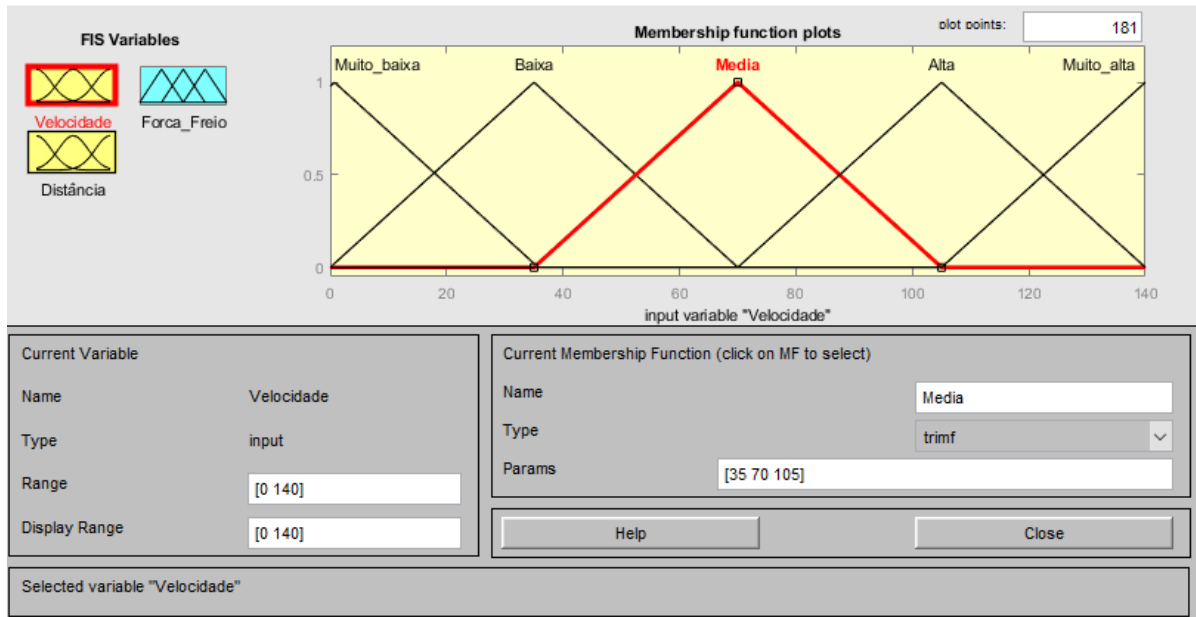 FIS Variables
Velocidade
Forca_Freio
Distância
Membership function plots
plot points:
181
Muito_baixa
Baixa
Media
Alta
Muito_alta
1
0.5
0
0
20
40
60
80
100
120
140
input variable "Velocidade"
Current Variable
Name
Velocidade
Type
input
Range
[0 140]
Display Range
[0 140]
Current Membership Function (click on MF to select)
Name
Media
Type
trimf
Params
[35 70 105]
Help
Close
Selected variable "Velocidade"